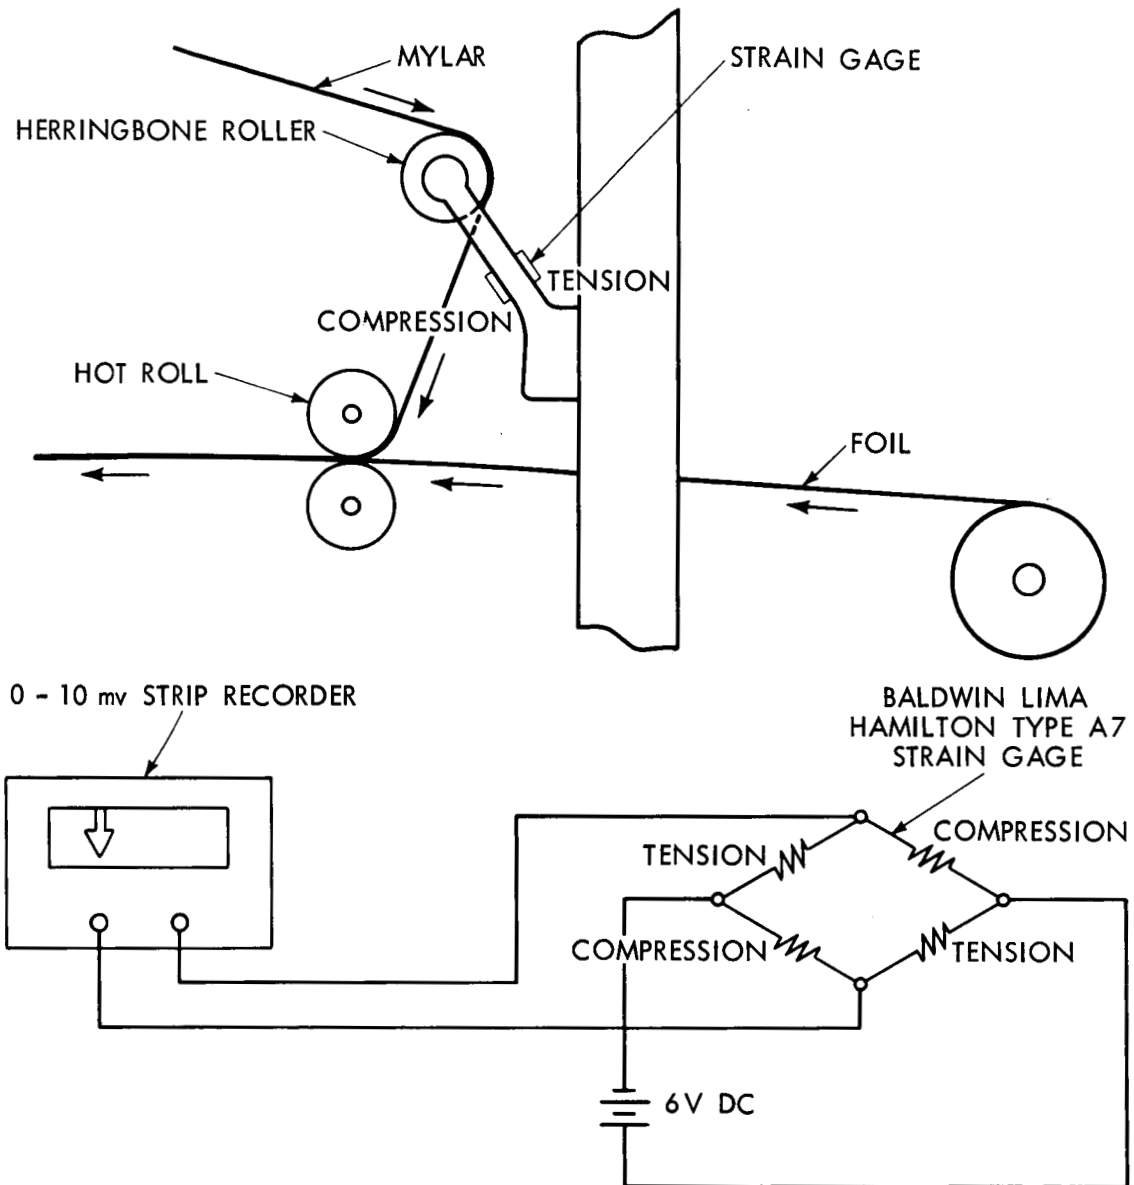 MYLAR
STRAIN GAGE
HERRINGBONE ROLLER
TENSION
COMPRESSION
HOT ROLL
FOIL
0 - 10 mv STRIP RECORDER
BALDWIN LIMA
HAMILTON TYPE A7
STRAIN GAGE
TENSION
COMPRESSION
COMPRESSION
TENSION
6V DC